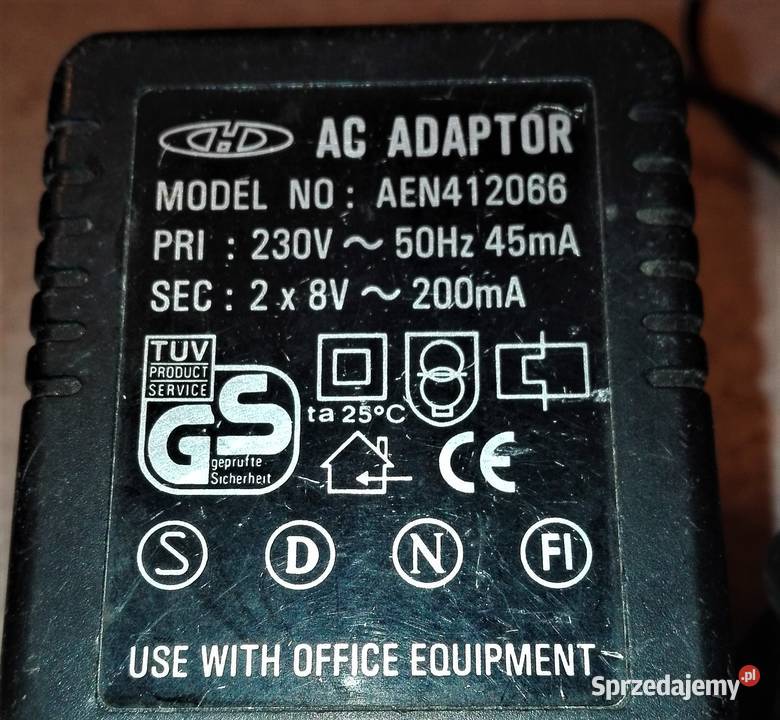 AC ADAPTOR
MODEL NO : AEN412066
PRI : 230V ~ 50Hz 45mA
SEC : 2 x 8V ~ 200mA
TUV
PRODUCT
SERVICE
GS
geprüfte
Sicherheit
ta 25°C
CE
S D N FI
USE WITH OFFICE EQUIPMENT
Sprzedajemy.pl